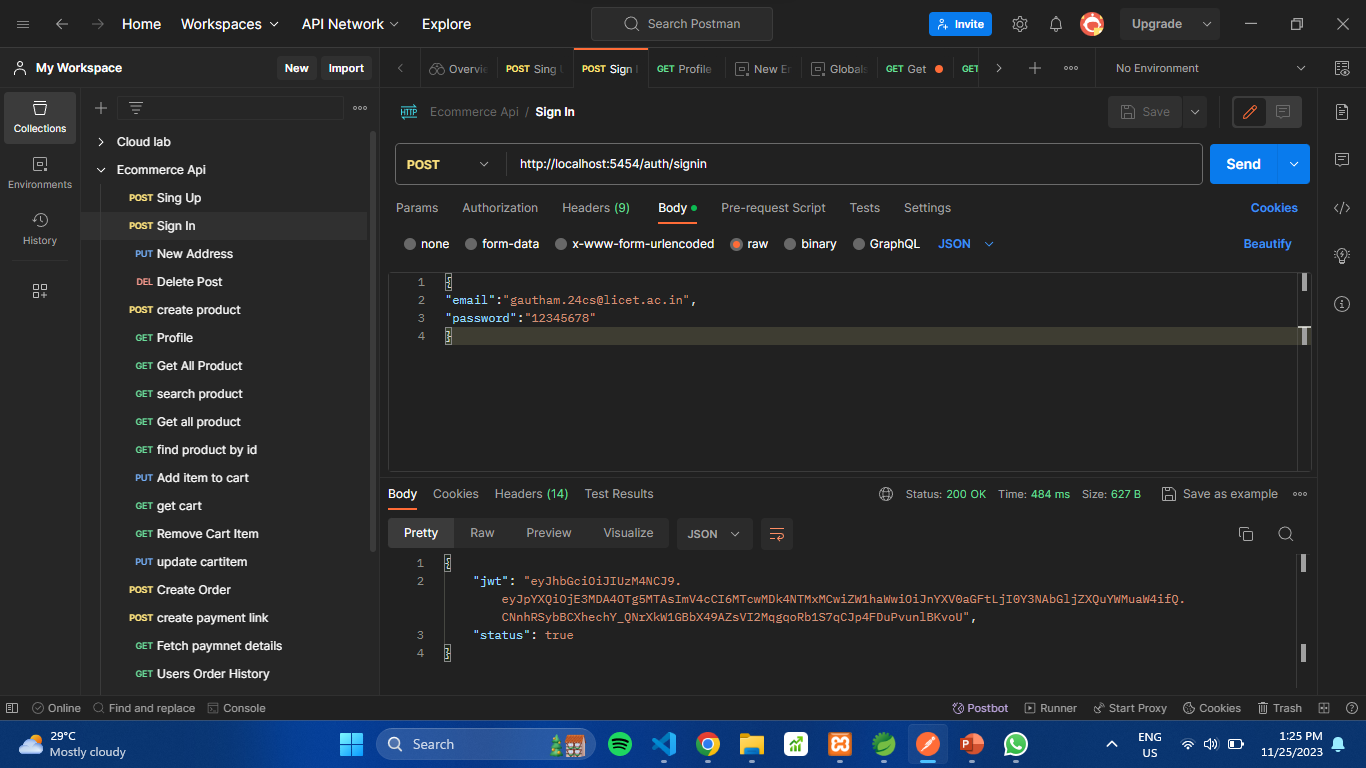 Home Workspaces API Network Explore
Search Postman
Invite
Upgrade
My Workspace
New Import
Overvie
POST Sing U
POST Sign I
GET Profile
New En
Globals
GET Get
GET
No Environment
Collections
Environments
History
Cloud lab
Ecommerce Api
POST Sing Up
POST Sign In
PUT New Address
DEL Delete Post
POST create product
GET Profile
GET Get All Product
GET search product
GET Get all product
GET find product by id
PUT Add item to cart
GET get cart
GET Remove Cart Item
PUT update cartitem
POST Create Order
POST create payment link
GET Fetch paymnet details
GET Users Order History
HTTP Ecommerce Api / Sign In
Save
POST http://localhost:5454/auth/signin
Send
Params Authorization Headers (9) Body Pre-request Script Tests Settings Cookies
none form-data x-www-form-urlencoded raw binary GraphQL JSON Beautify
1 {
2 "email":"gautham.24cs@licet.ac.in",
3 "password":"12345678"
4 }
Body Cookies Headers (14) Test Results Status: 200 OK Time: 484 ms Size: 627 B Save as example
Pretty Raw Preview Visualize JSON
1 {
2 "jwt": "eyJhbGciOiJIUzM4NCJ9.
eyJpYXQiOjE3MDA4OTg5MTAsImV4cCI6MTcwMDk4NTMxMCwiZW1haWwiOiJnYXV0aGFtLjI0Y3NAbGljZXQuYWMuaW4ifQ.
CNnhRSybBCXhechY_QNrXkW1GBbX49AZsVI2MqgqoRb1S7qCJp4FDuPvunlBKvoU",
3 "status": true
4 }
Online Find and replace Console Postbot Runner Start Proxy Cookies Trash
29°C
Mostly cloudy
Search
ENG
US
1:25 PM
11/25/2023